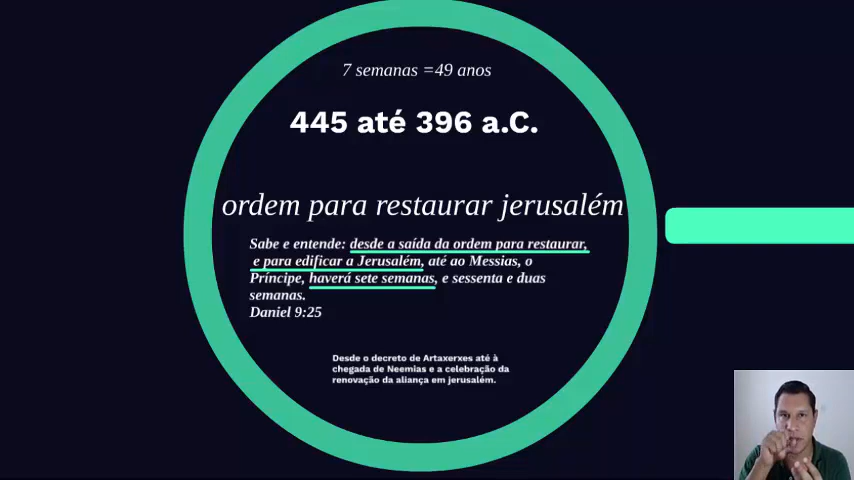 7 semanas =49 anos
445 até 396 a.C.
ordem para restaurar jerusalém
Sabe e entende: desde a saída da ordem para restaurar,
e para edificar a Jerusalém, até ao Messias, o
Príncipe, haverá sete semanas, e sessenta e duas
semanas.
Daniel 9:25
Desde o decreto de Artaxerxes até à
chegada de Neemias e a celebração da
renovação da aliança em jerusalém.